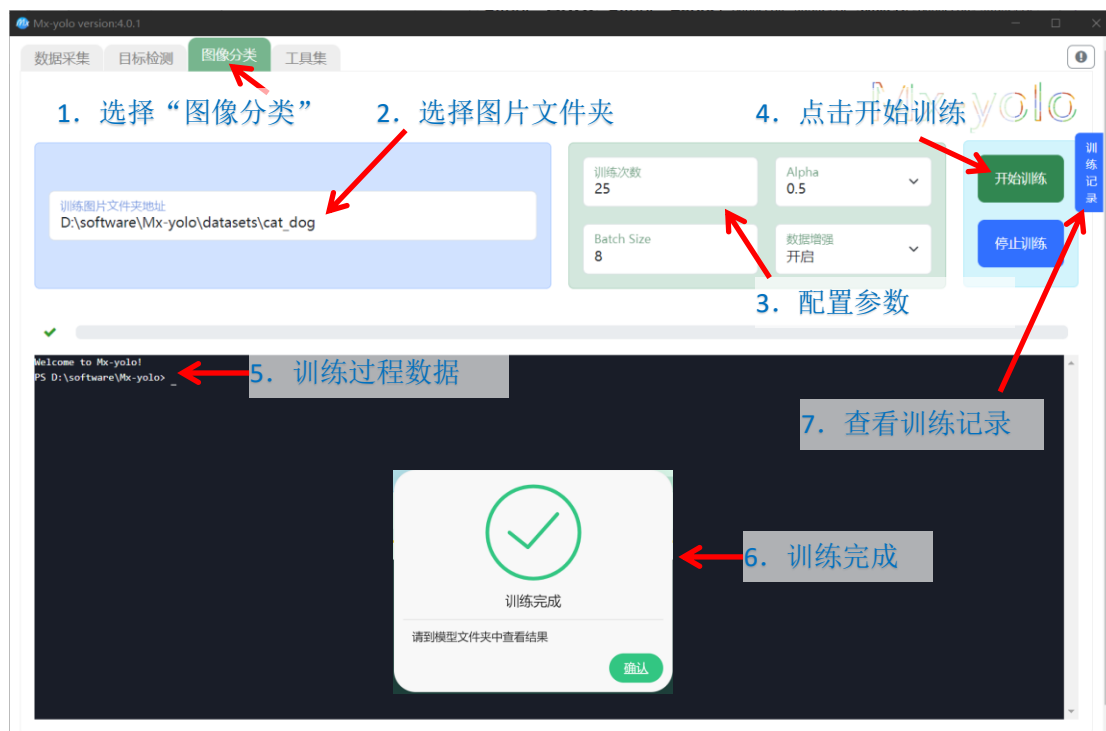 Mx-yolo version:4.0.1
数据采集 目标检测 图像分类 工具集
1. 选择“图像分类”
2. 选择图片文件夹
4. 点击开始训练
Mx-yolo
训练图片文件夹地址
D:\software\Mx-yolo\datasets\cat_dog
训练次数
25
Alpha
0.5
Batch Size
8
数据增强
开启
开始训练
停止训练
训练记录
3. 配置参数
Welcome to Mx-yolo!
PS D:\software\Mx-yolo> _
5. 训练过程数据
7. 查看训练记录
训练完成
请到模型文件夹中查看结果
确认
6. 训练完成